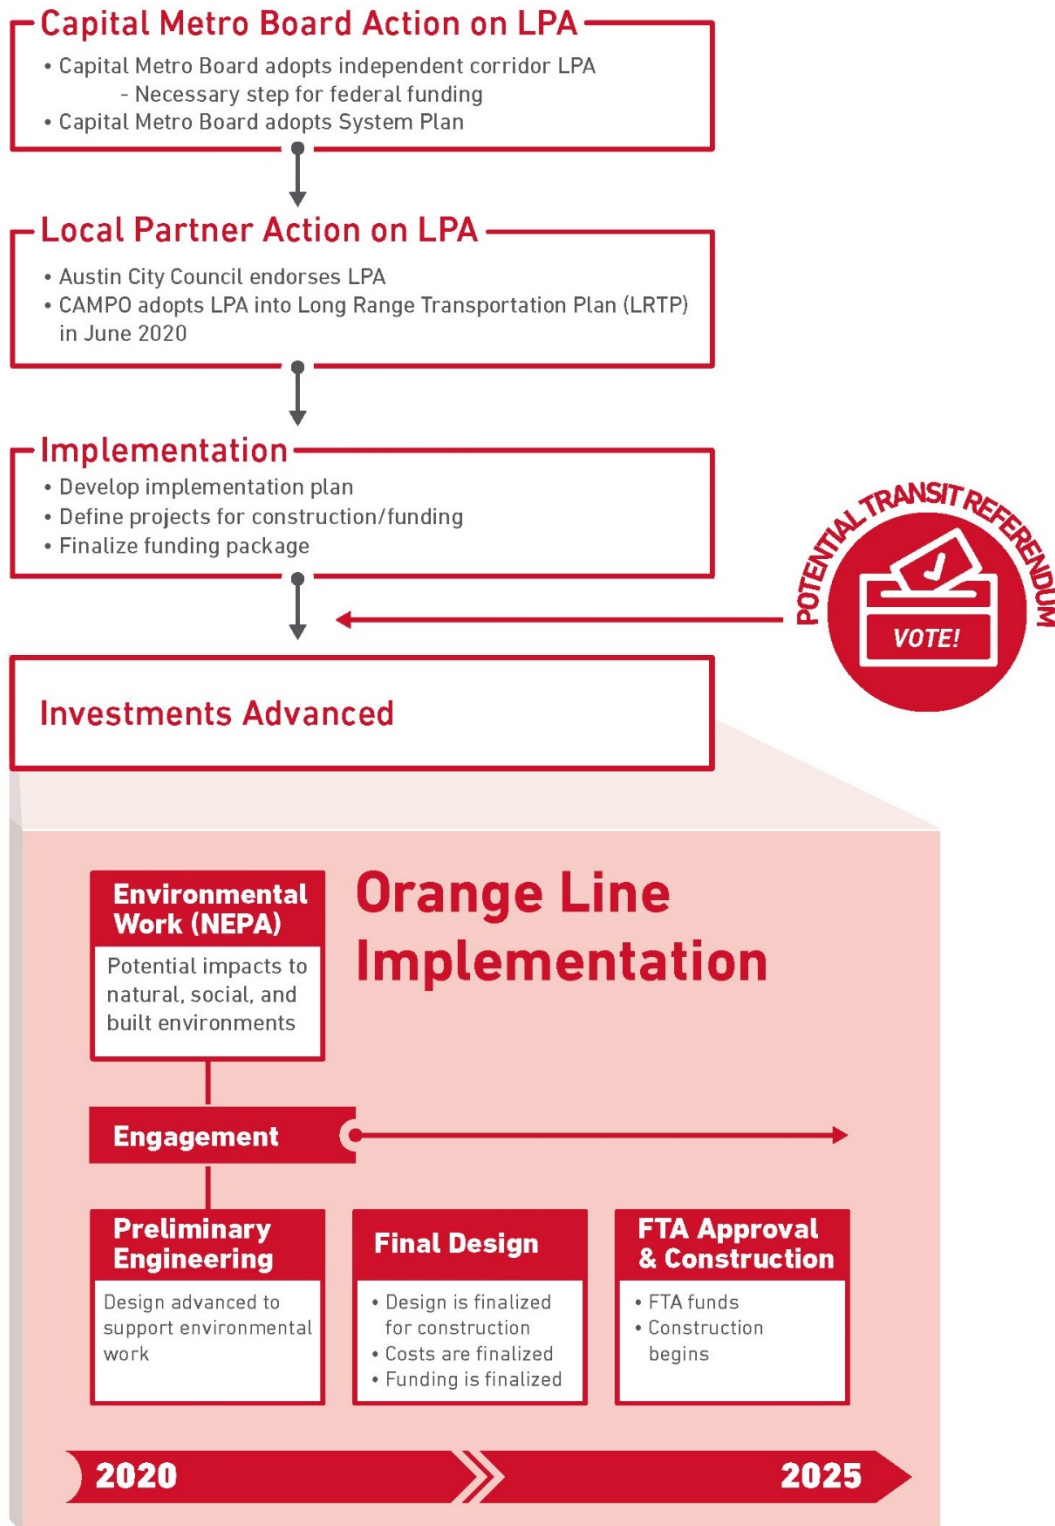 Capital Metro Board Action on LPA
• Capital Metro Board adopts independent corridor LPA
- Necessary step for federal funding
• Capital Metro Board adopts System Plan
Local Partner Action on LPA
• Austin City Council endorses LPA
• CAMPO adopts LPA into Long Range Transportation Plan (LRTP)
in June 2020
Implementation
• Develop implementation plan
• Define projects for construction/funding
• Finalize funding package
POTENTIAL TRANSIT REFERENDUM
VOTE!
Investments Advanced
Orange Line
Implementation
Environmental
Work (NEPA)
Potential impacts to
natural, social, and
built environments
Engagement
Preliminary
Engineering
Design advanced to
support environmental
work
Final Design
• Design is finalized
for construction
• Costs are finalized
• Funding is finalized
FTA Approval
& Construction
• FTA funds
• Construction
begins
2020
2025